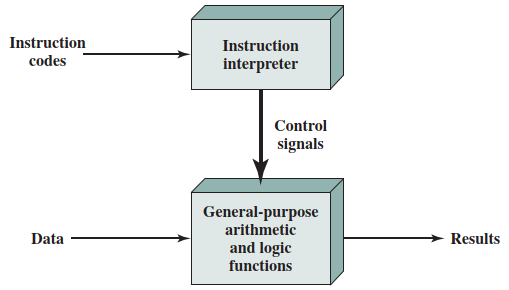 Instruction
codes
Instruction
interpreter
Control
signals
Data
General-purpose
arithmetic
and logic
functions
Results